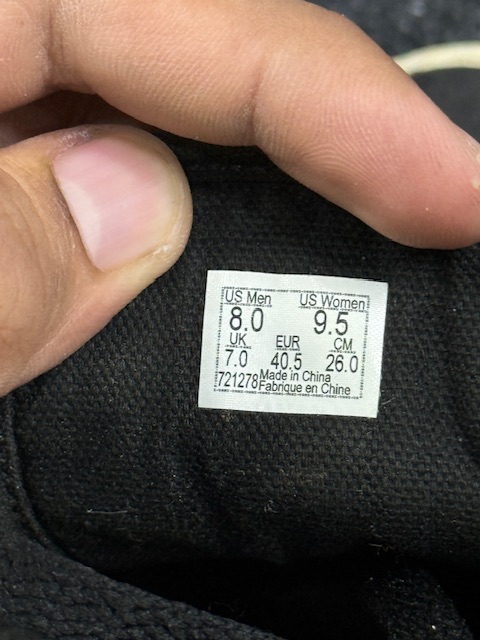 US Men US Women
8.0 9.5
UK EUR CM
7.0 40.5 26.0
721278 Made in China
Fabrique en Chine